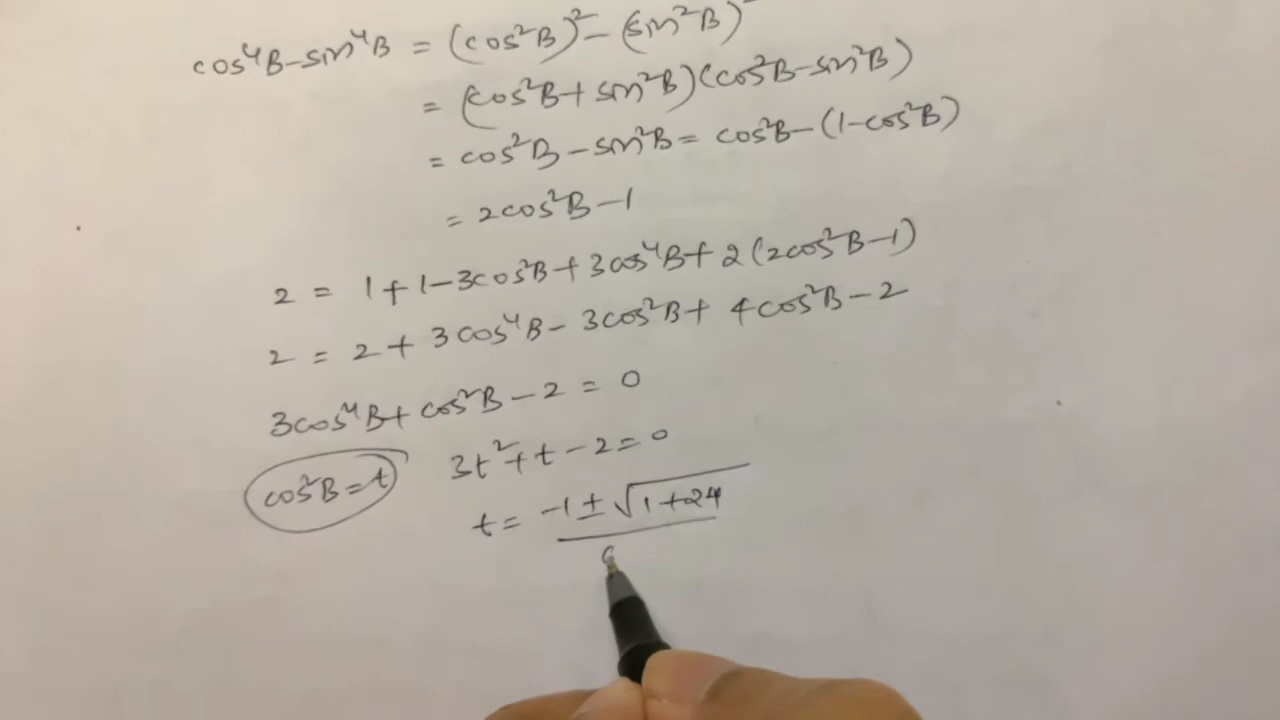 cos⁴B-sin⁴B = (cos²B)² - (sin²B)²
= (cos²B + sin²B)(cos²B - sin²B)
= cos²B - sin²B = cos²B - (1-cos²B)
= 2cos²B - 1
2 = 1 + 1 - 3cos²B + 3cos⁴B + 2(2cos²B - 1)
2 = 2 + 3cos⁴B - 3cos²B + 4cos²B - 2
3cos⁴B + cos²B - 2 = 0
cos²B = t 3t² + t - 2 = 0
t = -1 ± √1+24
6